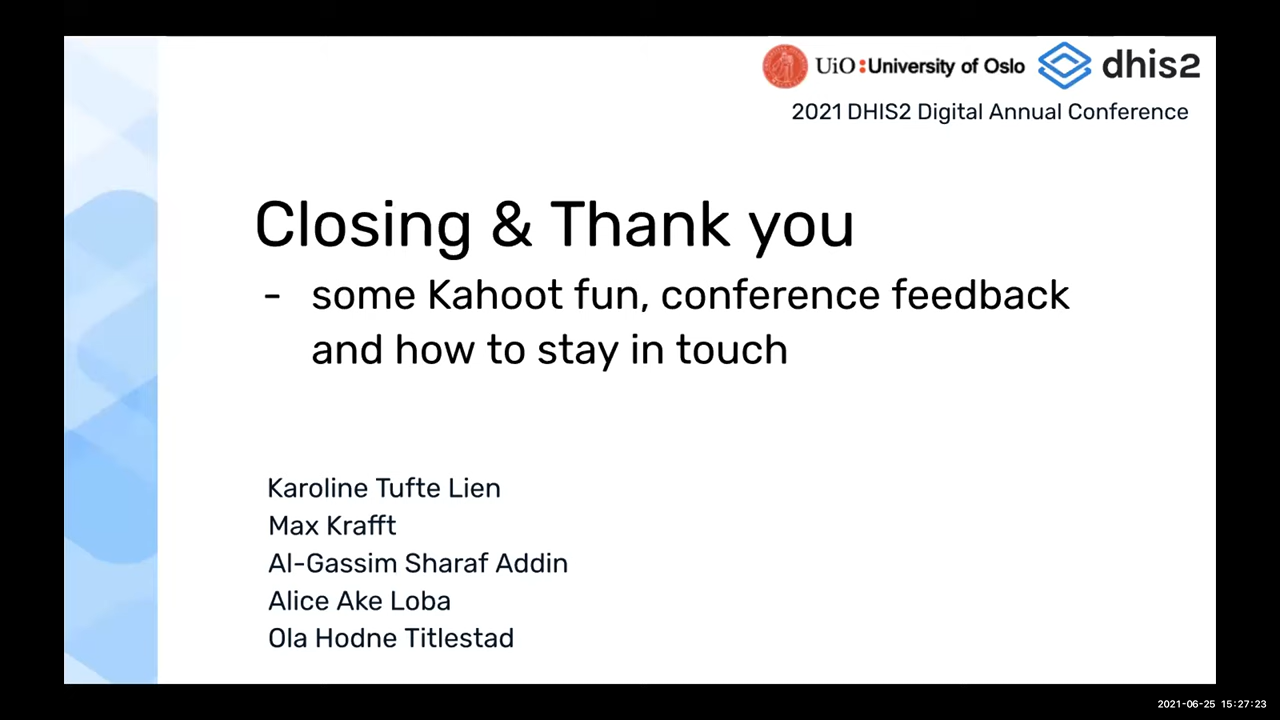 UiO:University of Oslo dhis2
2021 DHIS2 Digital Annual Conference
Closing & Thank you
- some Kahoot fun, conference feedback
and how to stay in touch
Karoline Tufte Lien
Max Krafft
Al-Gassim Sharaf Addin
Alice Ake Loba
Ola Hodne Titlestad
2021-06-25 15:27:23